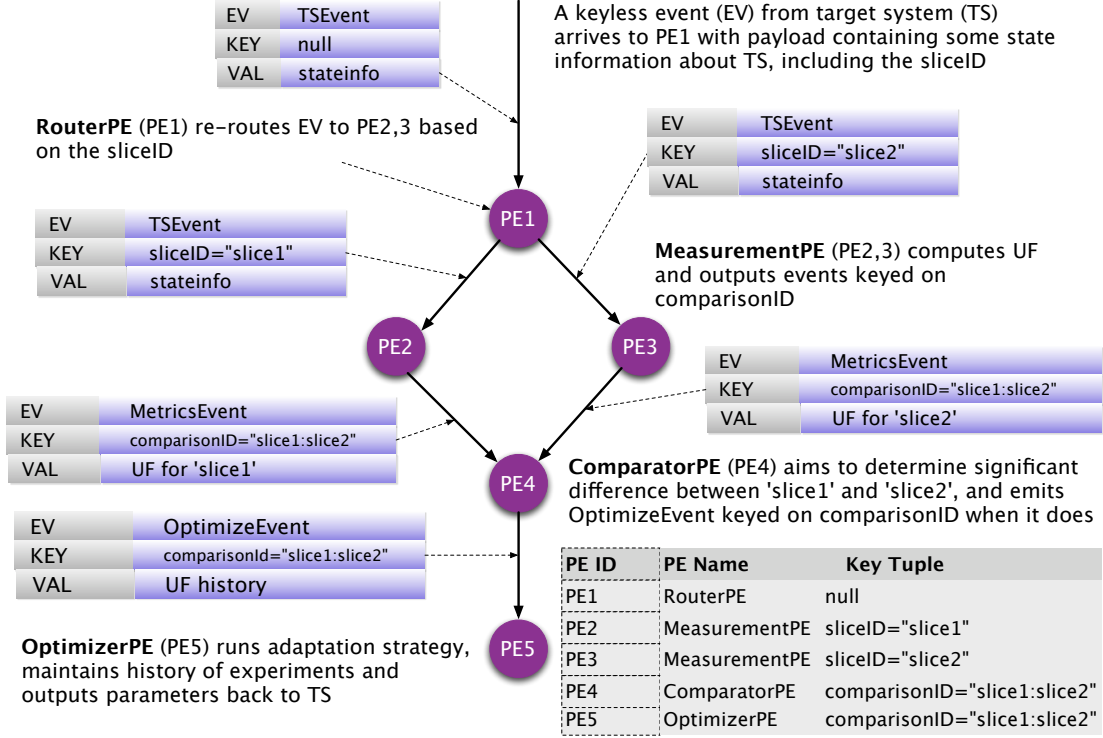 EV TSEvent
KEY null
VAL stateinfo
A keyless event (EV) from target system (TS)
arrives to PE1 with payload containing some state
information about TS, including the sliceID
RouterPE (PE1) re-routes EV to PE2,3 based
on the sliceID
EV TSEvent
KEY sliceID="slice2"
VAL stateinfo
PE1
EV TSEvent
KEY sliceID="slice1"
VAL stateinfo
MeasurementPE (PE2,3) computes UF
and outputs events keyed on
comparisonID
PE2
PE3
EV MetricsEvent
KEY comparisonID="slice1:slice2"
VAL UF for 'slice2'
EV MetricsEvent
KEY comparisonID="slice1:slice2"
VAL UF for 'slice1'
PE4
ComparatorPE (PE4) aims to determine significant
difference between 'slice1' and 'slice2', and emits
OptimizeEvent keyed on comparisonID when it does
EV OptimizeEvent
KEY comparisonId="slice1:slice2"
VAL UF history
PE5
OptimizerPE (PE5) runs adaptation strategy,
maintains history of experiments and
outputs parameters back to TS
PE ID PE Name Key Tuple
PE1 RouterPE null
PE2 MeasurementPE sliceID="slice1"
PE3 MeasurementPE sliceID="slice2"
PE4 ComparatorPE comparisonID="slice1:slice2"
PE5 OptimizerPE comparisonID="slice1:slice2"